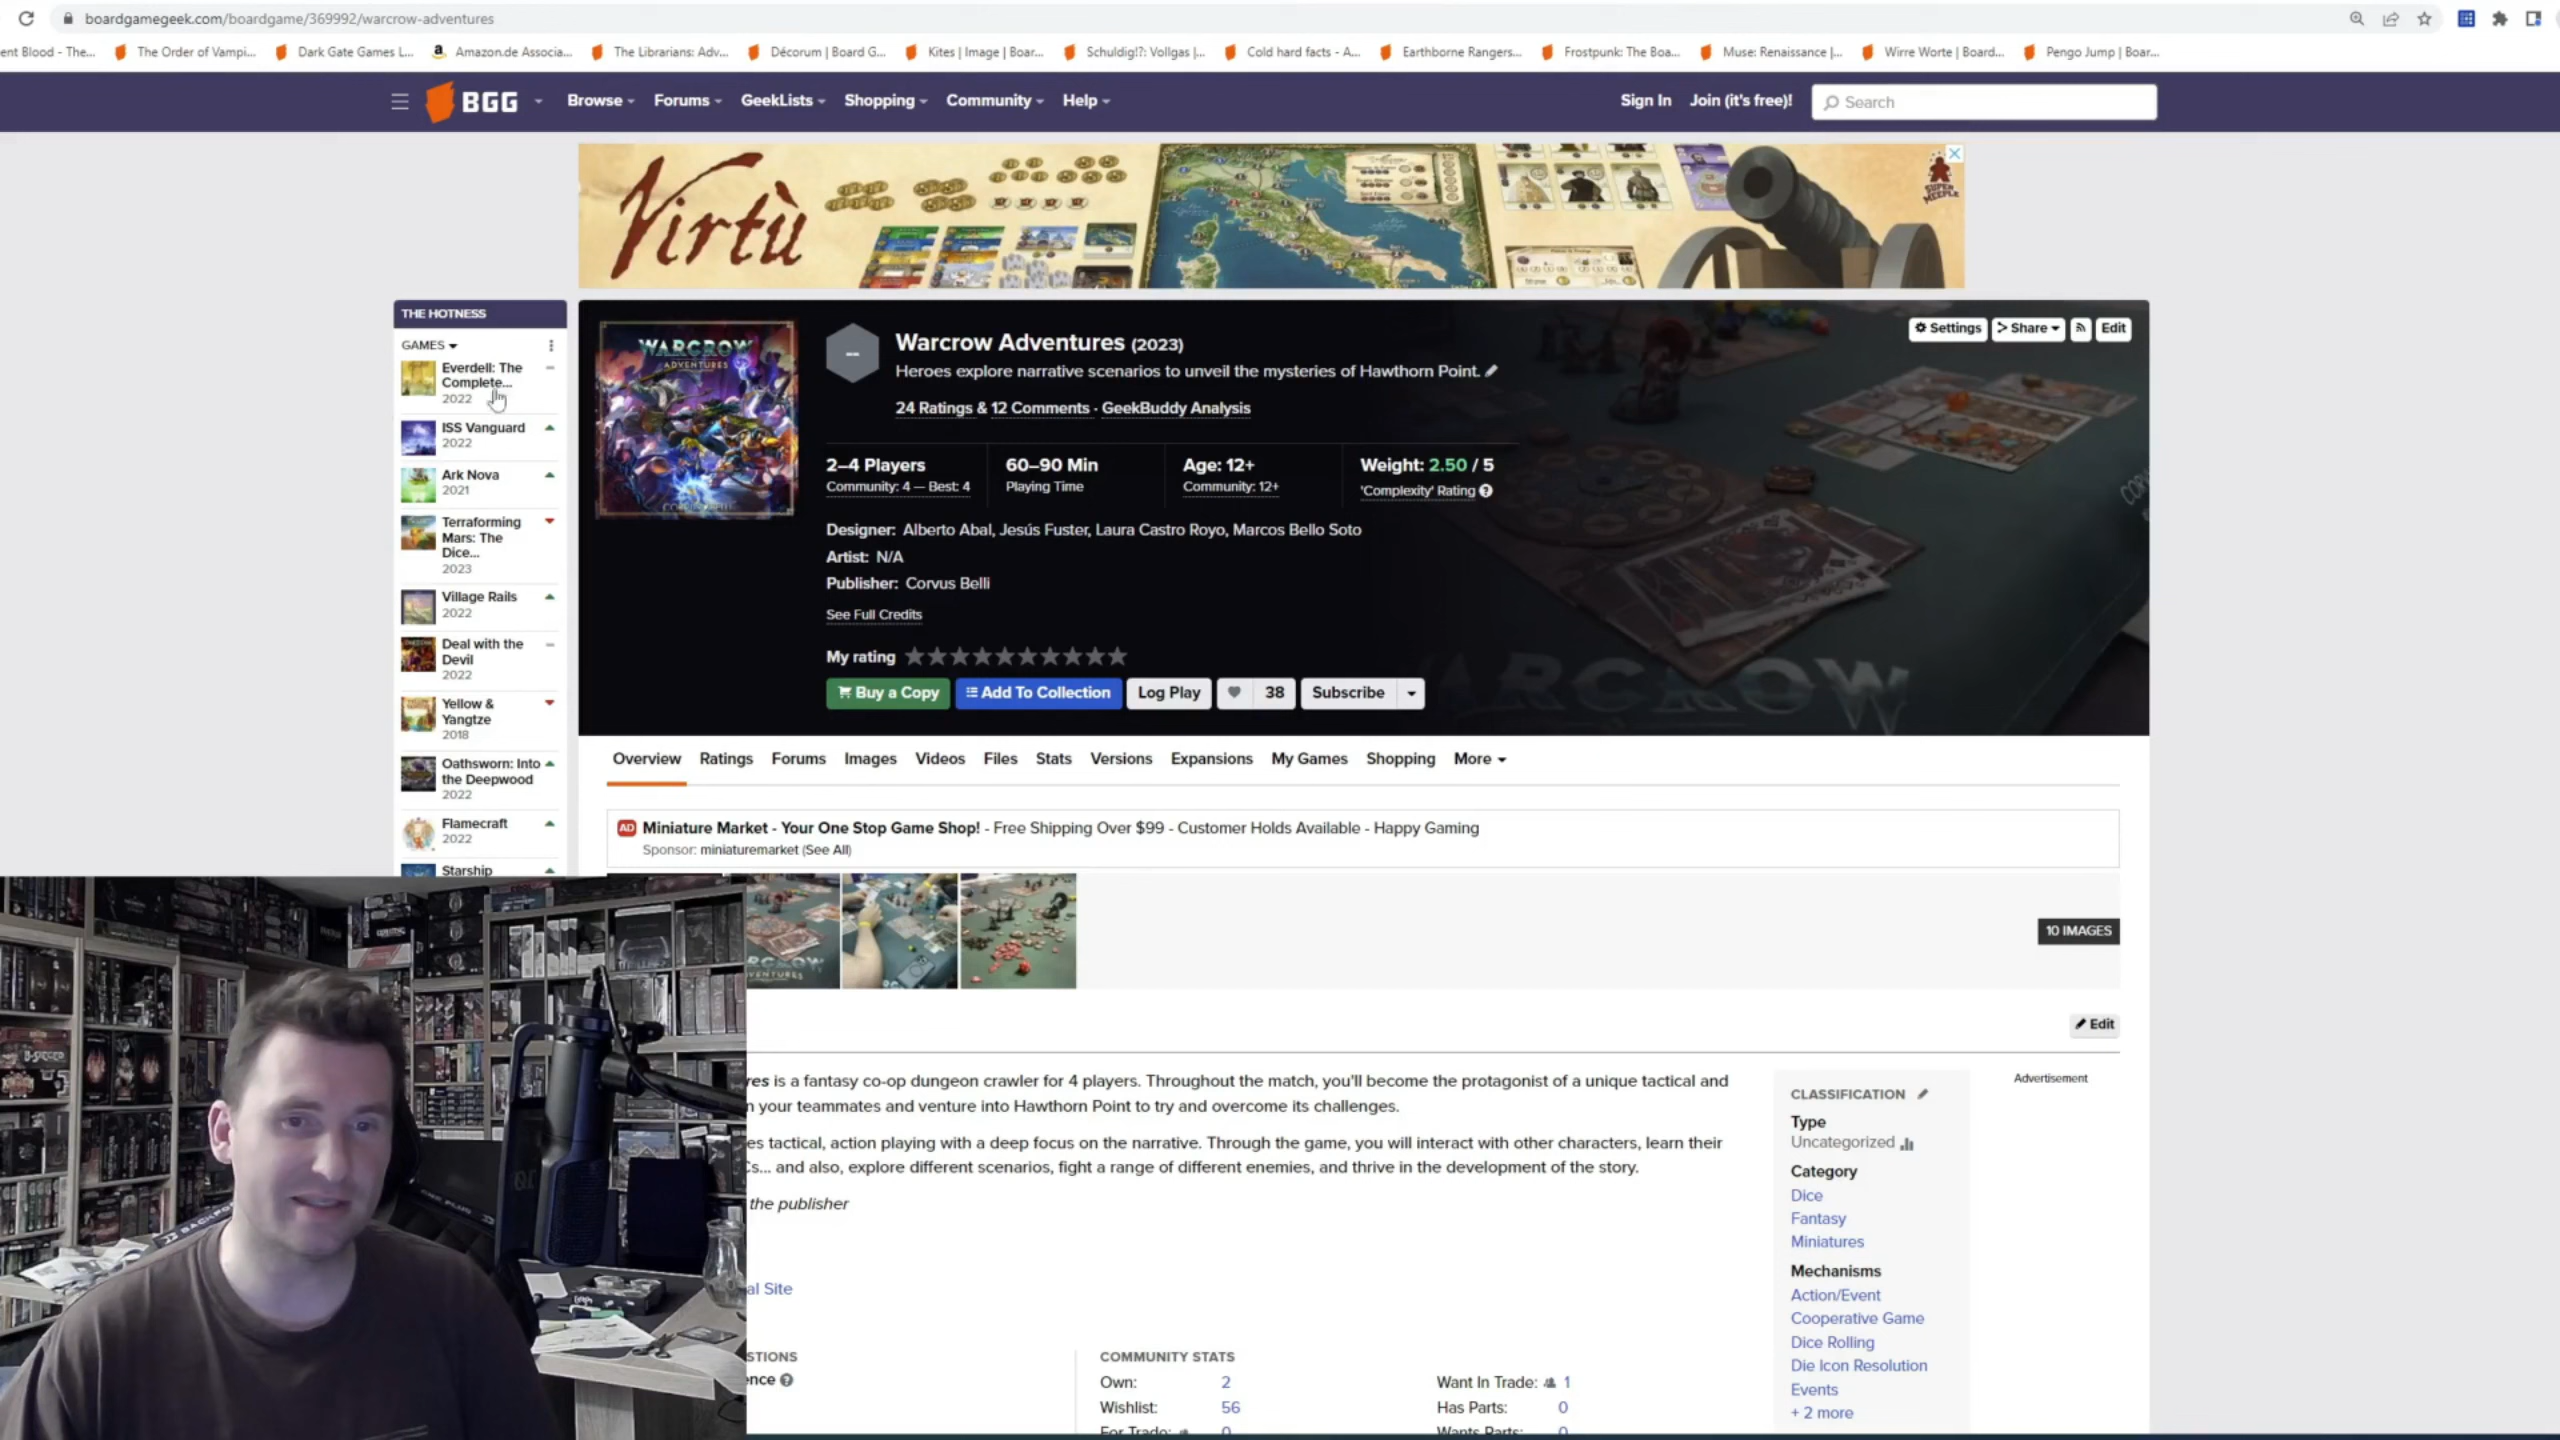 boardgamegeek.com/boardgame/369992/warcrow-adventures
ent Blood - The...
The Order of Vampi...
Dark Gate Games L...
Amazon.de Associa...
The Librarians: Adv...
Décorum | Board G...
Kites | Image | Boar...
Schuldig!?: Vollgas |...
Cold hard facts - A...
Earthborne Rangers...
Frostpunk: The Boa...
Muse: Renaissance |...
Wirre Worte | Board...
Pengo Jump | Boar...
BGG
Browse
Forums
GeekLists
Shopping
Community
Help
Sign In
Join (it's free)!
Search
Virtù
SUPER MEEPLE
THE HOTNESS
GAMES
Everdell: The
Complete...
2022
ISS Vanguard
2022
Ark Nova
2021
Terraforming
Mars: The
Dice...
2023
Village Rails
2022
Deal with the
Devil
2022
Yellow &
Yangtze
2018
Oathsworn: Into
the Deepwood
2022
Flamecraft
2022
Starship
WARCROW
ADVENTURES
CORVUS BELLI
--
Warcrow Adventures (2023)
Heroes explore narrative scenarios to unveil the mysteries of Hawthorn Point.
24 Ratings & 12 Comments · GeekBuddy Analysis
Settings
Share
Edit
2–4 Players
Community: 4 — Best: 4
60–90 Min
Playing Time
Age: 12+
Community: 12+
Weight: 2.50 / 5
'Complexity' Rating
Designer: Alberto Abal, Jesús Fuster, Laura Castro Royo, Marcos Bello Soto
Artist: N/A
Publisher: Corvus Belli
See Full Credits
My rating
Buy a Copy
Add To Collection
Log Play
38
Subscribe
Overview
Ratings
Forums
Images
Videos
Files
Stats
Versions
Expansions
My Games
Shopping
More
AD Miniature Market - Your One Stop Game Shop! - Free Shipping Over $99 - Customer Holds Available - Happy Gaming
Sponsor: miniaturemarket (See All)
10 IMAGES
Edit
res is a fantasy co-op dungeon crawler for 4 players. Throughout the match, you'll become the protagonist of a unique tactical and
n your teammates and venture into Hawthorn Point to try and overcome its challenges.
es tactical, action playing with a deep focus on the narrative. Through the game, you will interact with other characters, learn their
Cs... and also, explore different scenarios, fight a range of different enemies, and thrive in the development of the story.
the publisher
al Site
STIONS
ence
COMMUNITY STATS
Own: 2
Wishlist: 56
For Trade: 0
Want In Trade: 1
Has Parts: 0
Wants Parts: 0
CLASSIFICATION
Type
Uncategorized
Category
Dice
Fantasy
Miniatures
Mechanisms
Action/Event
Cooperative Game
Dice Rolling
Die Icon Resolution
Events
+ 2 more
Advertisement